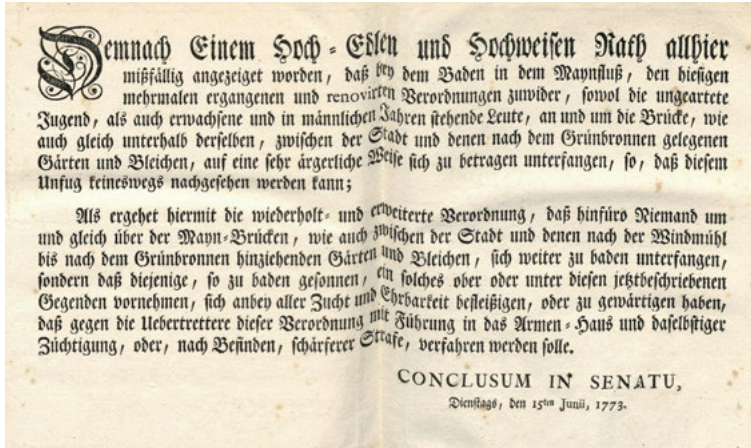 Demnach Einem Hoch-Edlen und Hochweisen Rath allhier
mißfällig angezeiget worden, daß bey dem Baden in dem Maynfluß, den hiesigen
mehrmalen ergangenen und renovirten Verordnungen zuwider, sowol die ungeartete
Jugend, als auch erwachsene und in männlichen Jahren stehende Leute, an und um die Brücke, wie
auch gleich unterhalb derselben, zwischen der Stadt und denen nach dem Grünbronnen gelegenen
Gärten und Bleichen, auf eine sehr ärgerliche Weise sich zu betragen unterfangen, so, daß diesem
Unfug keineswegs nachgesehen werden kann;
Als ergehet hiermit die wiederholt- und erweiterte Verordnung, daß hinfüro Niemand um
und gleich über der Mayn-Brücken, wie auch zwischen der Stadt und denen nach der Windmühl
bis nach dem Grünbronnen hinziehenden Gärten und Bleichen, sich weiter zu baden unterfangen,
sondern daß diejenige, so zu baden gesonnen, ein solches ober oder unter diesen jetztbeschriebenen
Gegenden vornehmen, sich anbey aller Zucht und Ehrbarkeit befleißigen, oder zu gewärtigen haben,
daß gegen die Uebertrettere dieser Verordnung mit Führung in das Armen-Haus und daselbstiger
Züchtigung, oder, nach Befinden, schärferer Strafe, verfahren werden solle.
CONCLUSUM IN SENATU,
Dienstags, den 15ten Junii, 1773.